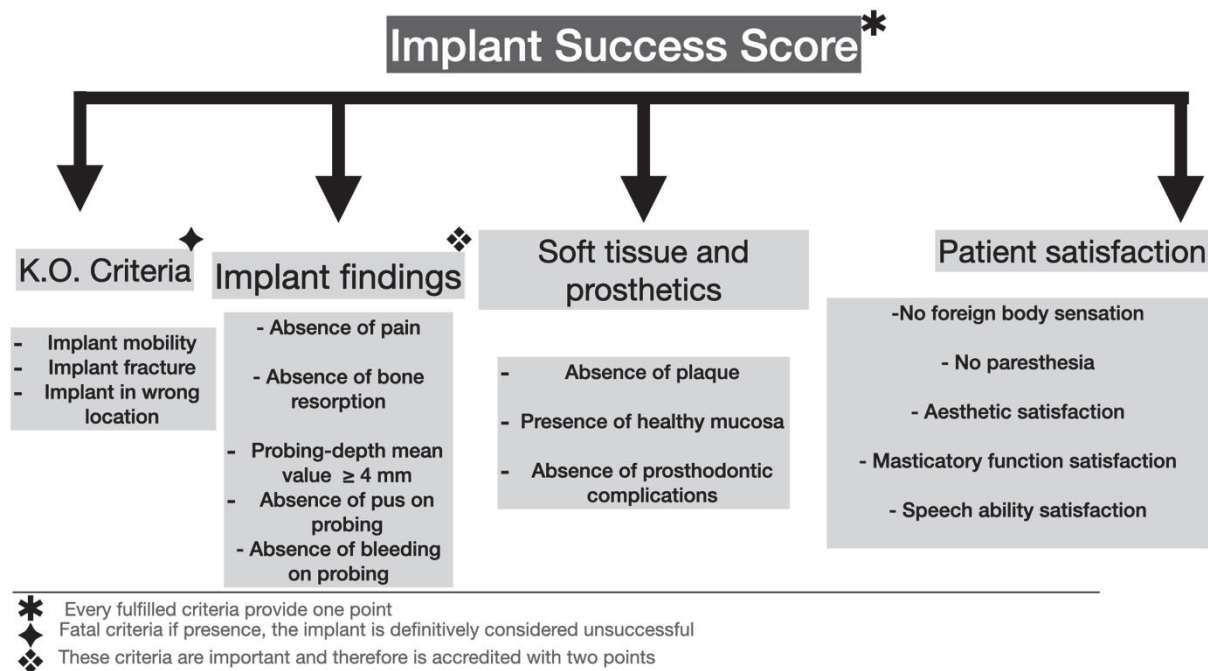 Implant Success Score*
K.O. Criteria ✦
- Implant mobility
- Implant fracture
- Implant in wrong
location
Implant findings ❖
- Absence of pain
- Absence of bone
resorption
- Probing-depth mean
value ≥ 4 mm
- Absence of pus on
probing
- Absence of bleeding
on probing
Soft tissue and
prosthetics
- Absence of plaque
- Presence of healthy mucosa
- Absence of prosthodontic
complications
Patient satisfaction
-No foreign body sensation
- No paresthesia
- Aesthetic satisfaction
- Masticatory function satisfaction
- Speech ability satisfaction
* Every fulfilled criteria provide one point
✦ Fatal criteria if presence, the implant is definitively considered unsuccessful
❖ These criteria are important and therefore is accredited with two points